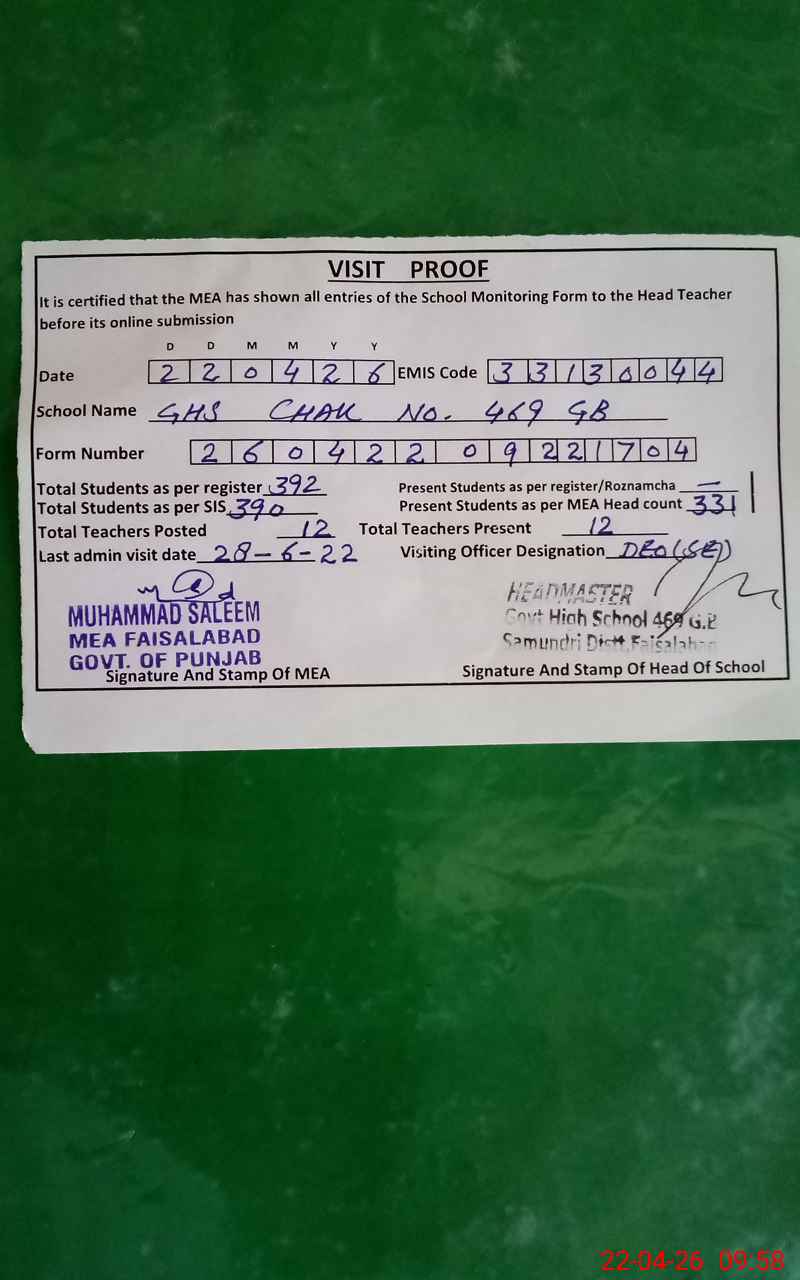 VISIT PROOF
It is certified that the MEA has shown all entries of the School Monitoring Form to the Head Teacher
before its online submission
D D M M Y Y
Date 2 2 0 4 2 6 EMIS Code 3 3 1 3 0 0 4 4
School Name GHS CHAK No. 469 GB
Form Number 2 6 0 4 2 2 0 9 2 2 1 7 0 4
Total Students as per register 392 Present Students as per register/Roznamcha —
Total Students as per SIS 390 Present Students as per MEA Head count 331
Total Teachers Posted 12 Total Teachers Present 12
Last admin visit date 28-6-22 Visiting Officer Designation DEO (SE)
MUHAMMAD SALEEM
MEA FAISALABAD
GOVT. OF PUNJAB
Signature And Stamp Of MEA
HEADMASTER
Govt High School 469 G.B
Samundri Distt. Faisalabad
Signature And Stamp Of Head Of School
22-04-26 09:58